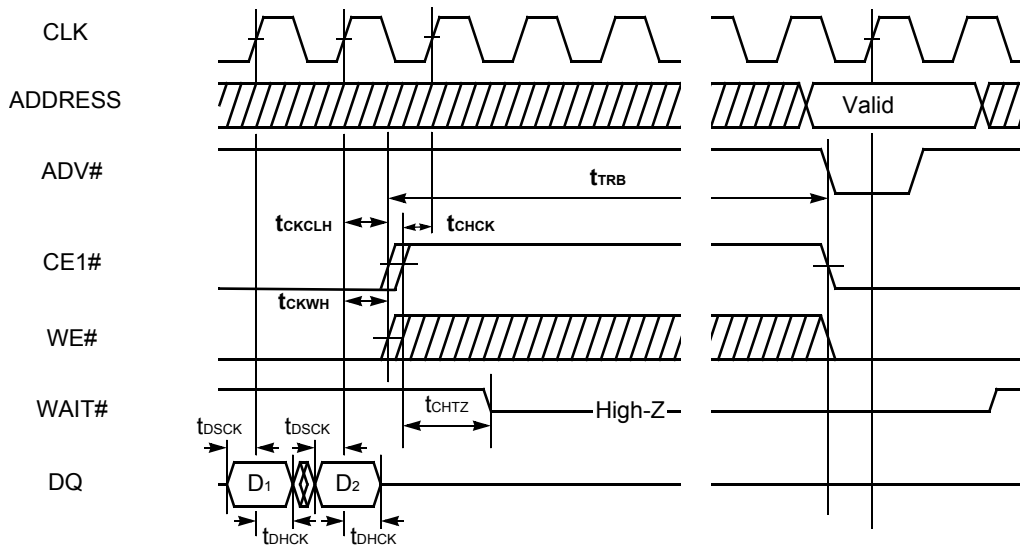 CLK
ADDRESS
Valid
ADV#
tTRB
tCKCLH
tCHCK
CE1#
tCKWH
WE#
WAIT#
tCHTZ
High-Z
tDSCK
tDSCK
DQ
D1
D2
tDHCK
tDHCK